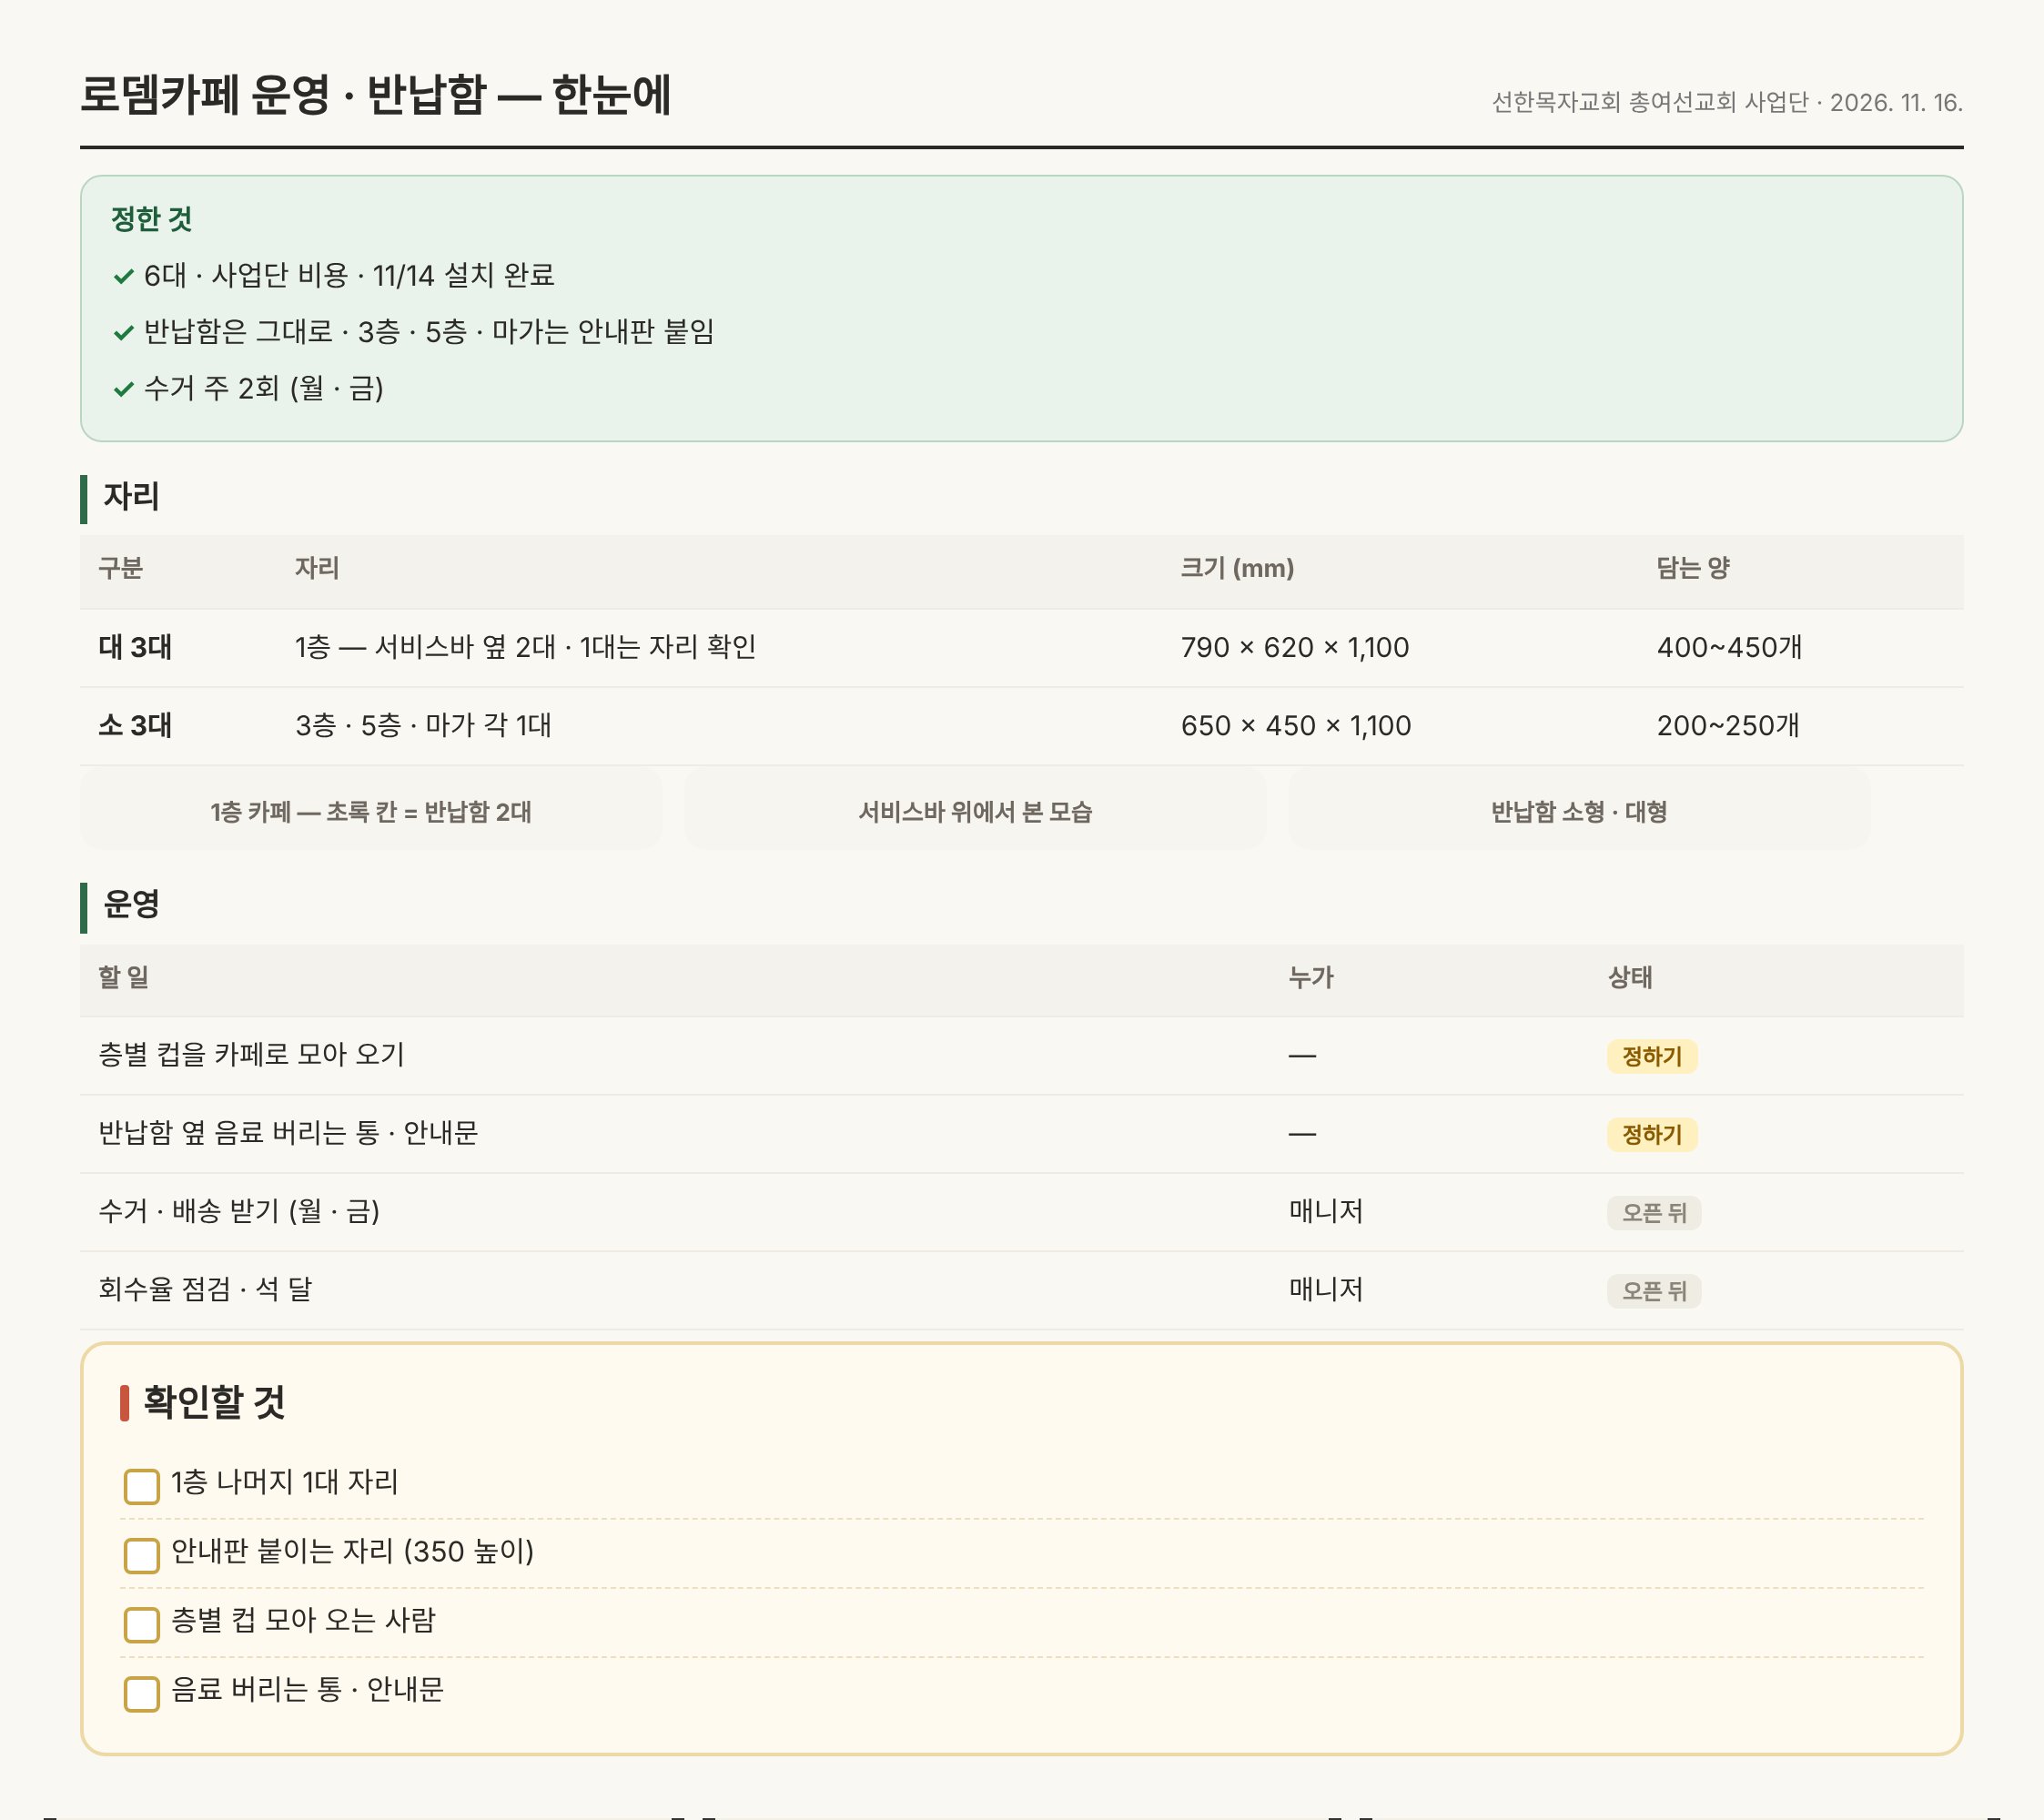 로뎀카페 운영 · 반납함 — 한눈에
선한목자교회 총여선교회 사업단 · 2026. 11. 16.
정한 것
✓ 6대 · 사업단 비용 · 11/14 설치 완료
✓ 반납함은 그대로 · 3층 · 5층 · 마가는 안내판 붙임
✓ 수거 주 2회 (월 · 금)
자리
구분 자리 크기 (mm) 담는 양
대 3대 1층 — 서비스바 옆 2대 · 1대는 자리 확인 790 × 620 × 1,100 400~450개
소 3대 3층 · 5층 · 마가 각 1대 650 × 450 × 1,100 200~250개
1층 카페 — 초록 칸 = 반납함 2대 서비스바 위에서 본 모습 반납함 소형 · 대형
운영
할 일 누가 상태
층별 컵을 카페로 모아 오기 — 정하기
반납함 옆 음료 버리는 통 · 안내문 — 정하기
수거 · 배송 받기 (월 · 금) 매니저 오픈 뒤
회수율 점검 · 석 달 매니저 오픈 뒤
확인할 것
1층 나머지 1대 자리
안내판 붙이는 자리 (350 높이)
층별 컵 모아 오는 사람
음료 버리는 통 · 안내문